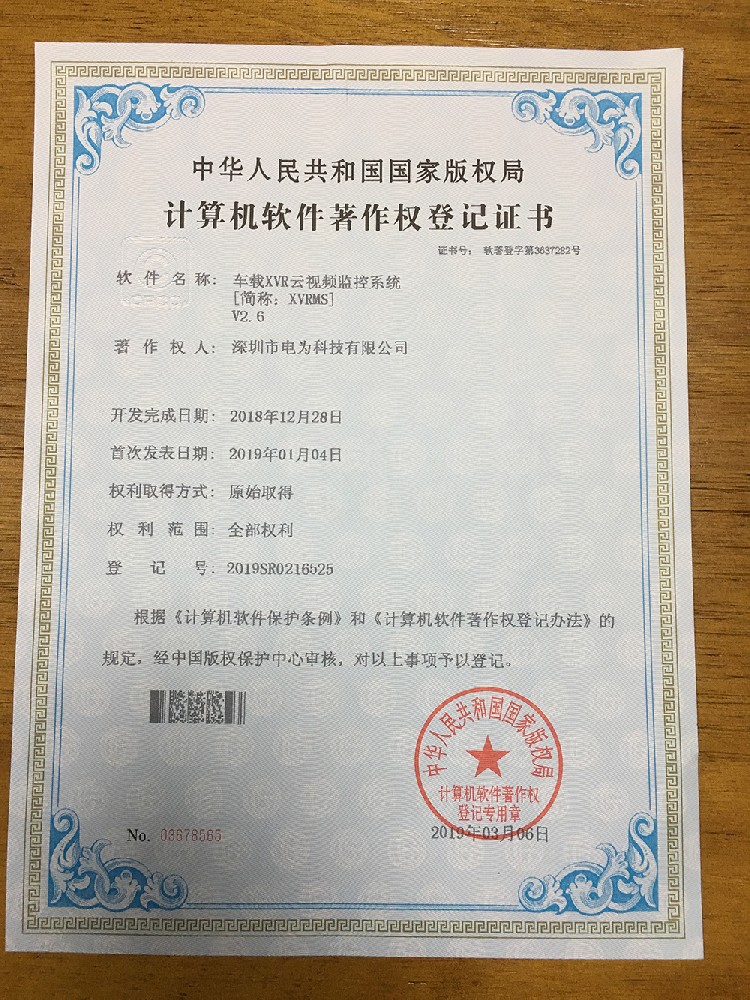 中华人民共和国国家版权局
计算机软件著作权登记证书
证书号： 软著登字第3637282号
软件名称： 车载XVR云视频监控系统
[简称：XVRMS]
V2.6
著作权人： 深圳市电为科技有限公司
开发完成日期： 2018年12月28日
首次发表日期： 2019年01月04日
权利取得方式： 原始取得
权利范围： 全部权利
登记号： 2019SR0216525
根据《计算机软件保护条例》和《计算机软件著作权登记办法》的
规定，经中国版权保护中心审核，对以上事项予以登记。
中华人民共和国国家版权局
计算机软件著作权
登记专用章
No. 03678565
2019年03月06日